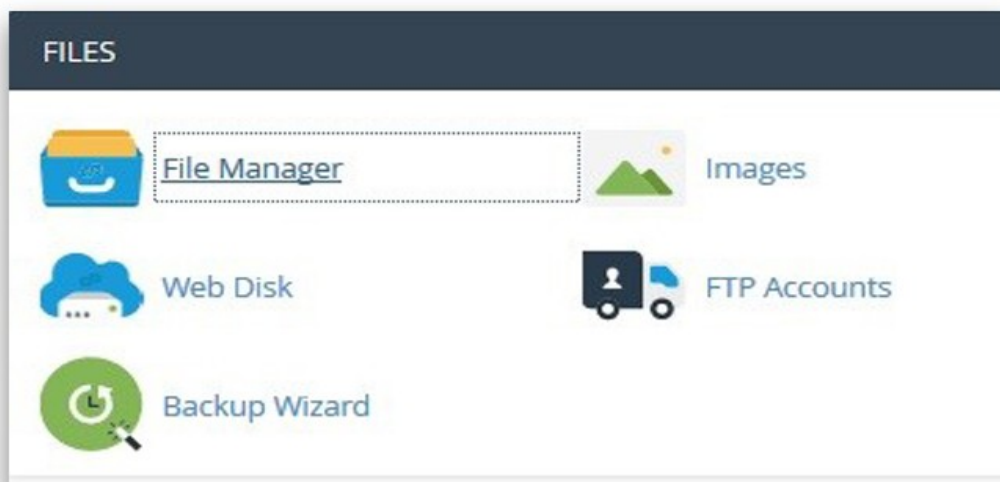 FILES
File Manager
Images
Web Disk
FTP Accounts
Backup Wizard